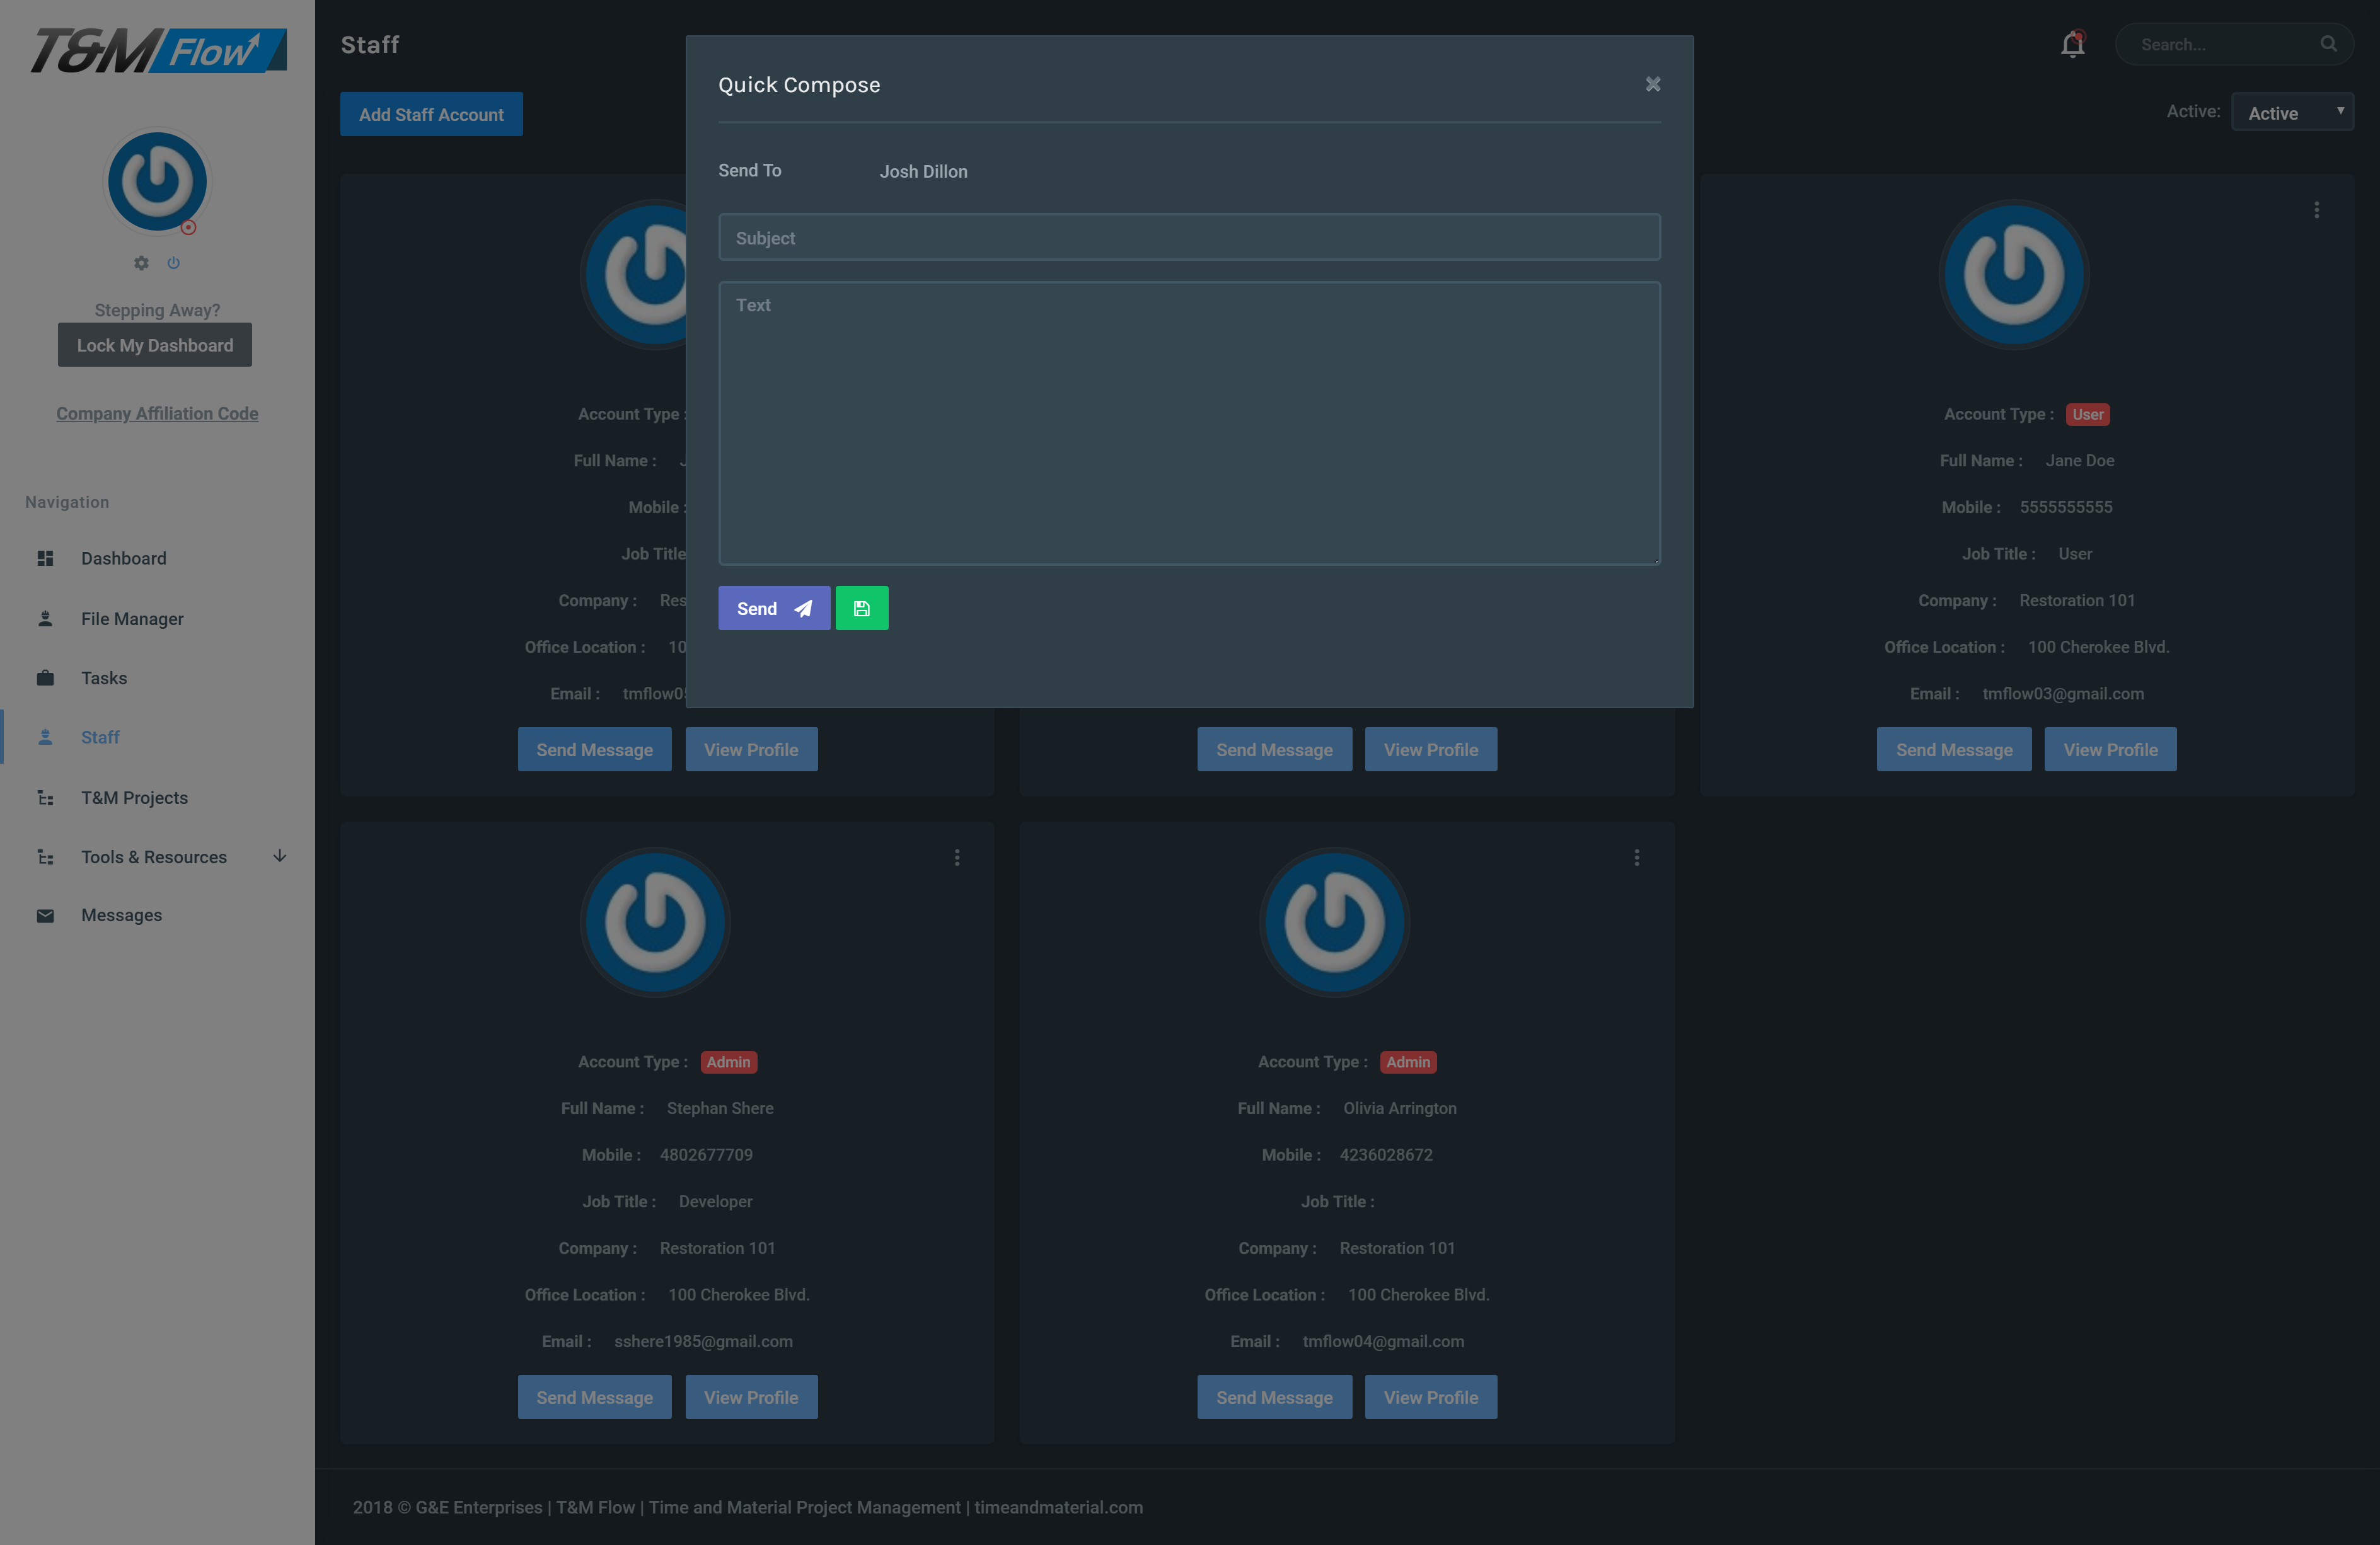 T&M Flow
Stepping Away?
Lock My Dashboard
Company Affiliation Code
Navigation
Dashboard
File Manager
Tasks
Staff
T&M Projects
Tools & Resources
Messages
Staff
Search...
Add Staff Account
Active: Active
Quick Compose
Send To Josh Dillon
Subject
Text
Send
Account Type :
Full Name :
Mobile :
Job Title
Company :
Office Location :
Email :
Send Message View Profile
Send Message View Profile
Account Type : User
Full Name : Jane Doe
Mobile : 5555555555
Job Title : User
Company : Restoration 101
Office Location : 100 Cherokee Blvd.
Email : tmflow03@gmail.com
Send Message View Profile
Account Type : Admin
Full Name : Stephan Shere
Mobile : 4802677709
Job Title : Developer
Company : Restoration 101
Office Location : 100 Cherokee Blvd.
Email : sshere1985@gmail.com
Send Message View Profile
Account Type : Admin
Full Name : Olivia Arrington
Mobile : 4236028672
Job Title :
Company : Restoration 101
Office Location : 100 Cherokee Blvd.
Email : tmflow04@gmail.com
Send Message View Profile
2018 © G&E Enterprises | T&M Flow | Time and Material Project Management | timeandmaterial.com